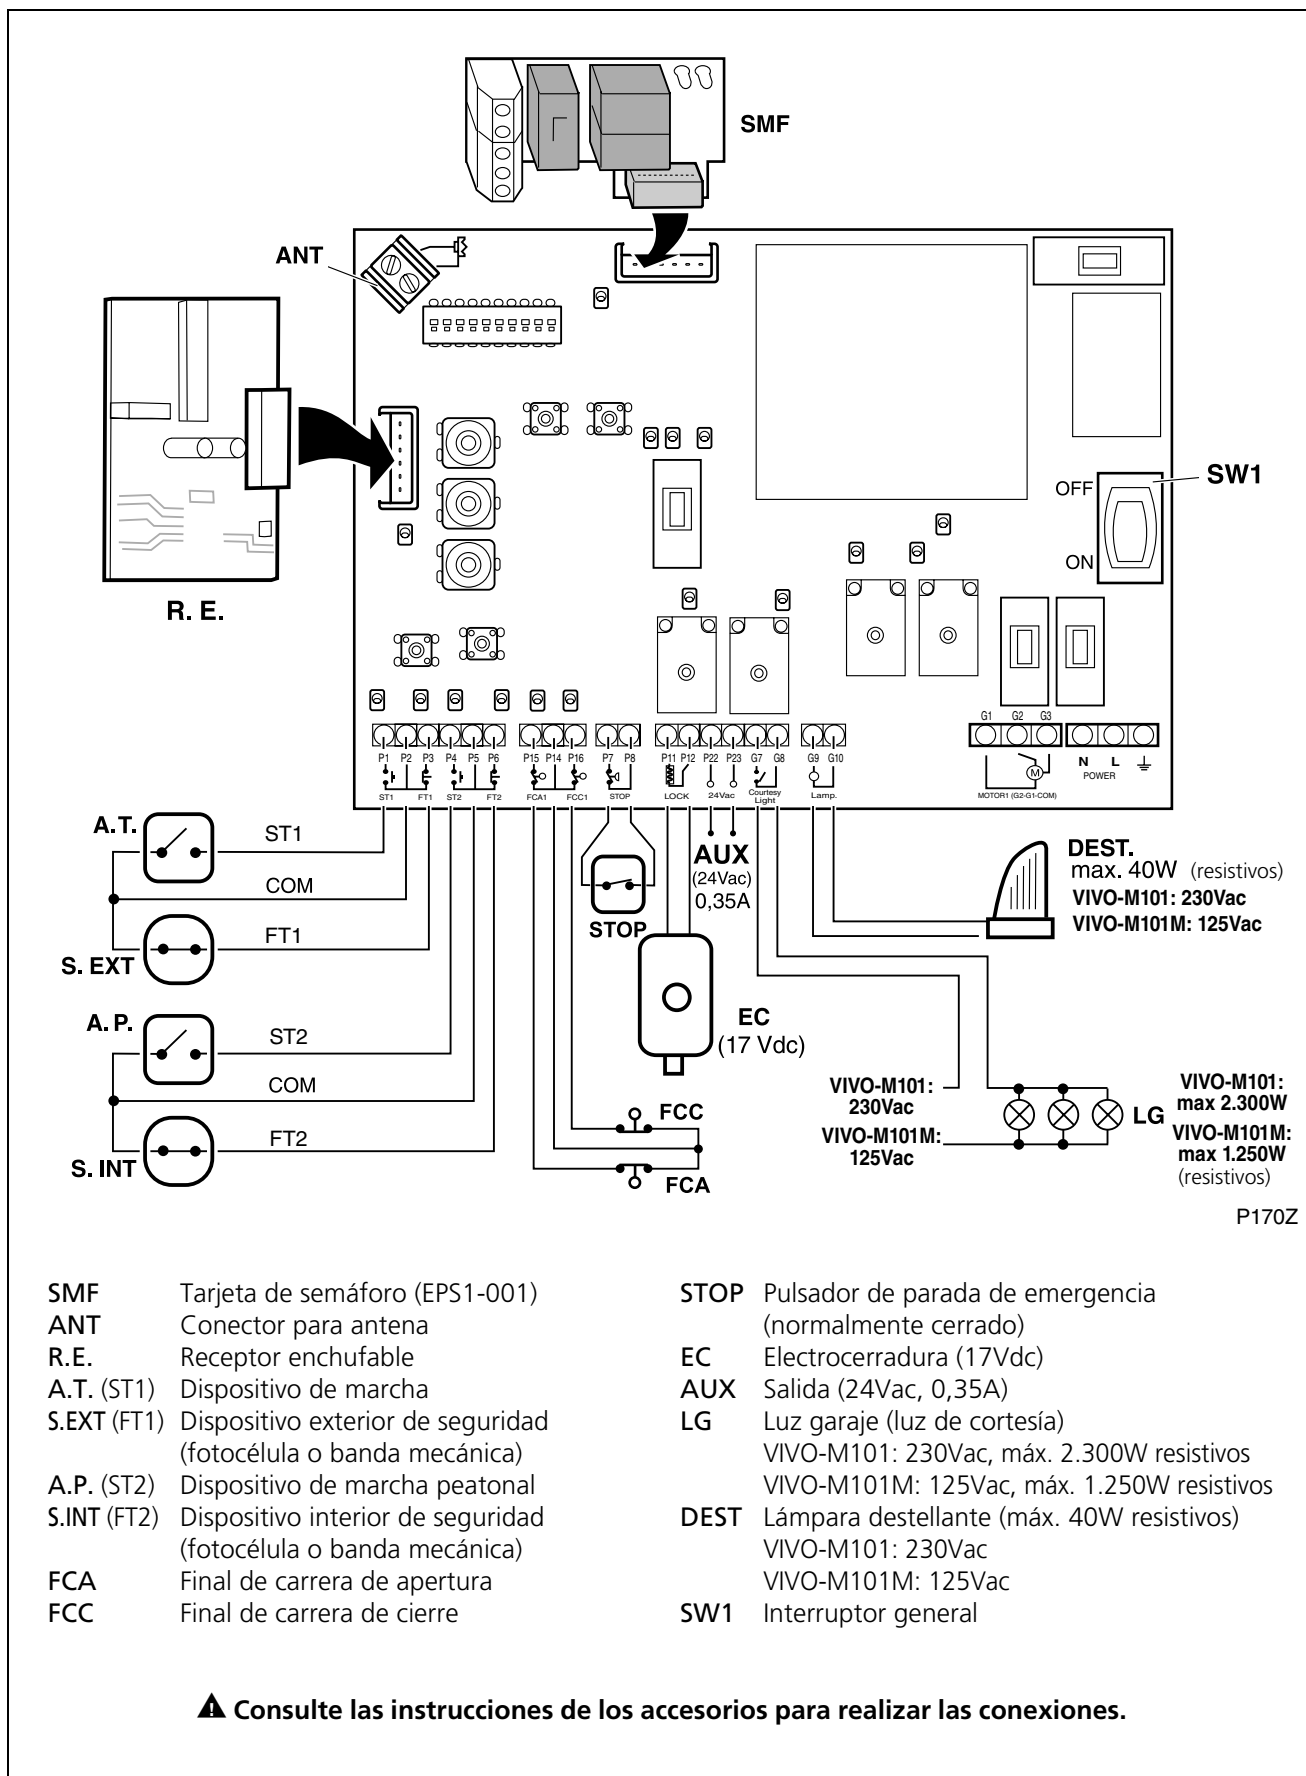 SMF
ANT
R. E.
OFF
ON
SW1
G1 G2 G3
P1 P2 P3 P4 P5 P6 P15 P14 P16 P7 P8 P11 P12 P22 P23 G7 G8 G9 G10
N L
POWER
M
ST1 FT1 ST2 FT2 FCA1 FCC1 STOP LOCK 24Vac Courtesy Light Lamp.
MOTOR1 (G2-G1-COM)
A.T.
ST1
COM
S. EXT
FT1
A. P.
ST2
COM
S. INT
FT2
STOP
AUX
(24Vac)
0,35A
EC
(17 Vdc)
FCC
FCA
DEST.
max. 40W (resistivos)
VIVO-M101: 230Vac
VIVO-M101M: 125Vac
VIVO-M101:
230Vac
VIVO-M101M:
125Vac
LG
VIVO-M101:
max 2.300W
VIVO-M101M:
max 1.250W
(resistivos)
P170Z
SMF Tarjeta de semáforo (EPS1-001)
ANT Conector para antena
R.E. Receptor enchufable
A.T. (ST1) Dispositivo de marcha
S.EXT (FT1) Dispositivo exterior de seguridad
(fotocélula o banda mecánica)
A.P. (ST2) Dispositivo de marcha peatonal
S.INT (FT2) Dispositivo interior de seguridad
(fotocélula o banda mecánica)
FCA Final de carrera de apertura
FCC Final de carrera de cierre
STOP Pulsador de parada de emergencia
(normalmente cerrado)
EC Electrocerradura (17Vdc)
AUX Salida (24Vac, 0,35A)
LG Luz garaje (luz de cortesía)
VIVO-M101: 230Vac, máx. 2.300W resistivos
VIVO-M101M: 125Vac, máx. 1.250W resistivos
DEST Lámpara destellante (máx. 40W resistivos)
VIVO-M101: 230Vac
VIVO-M101M: 125Vac
SW1 Interruptor general
Consulte las instrucciones de los accesorios para realizar las conexiones.